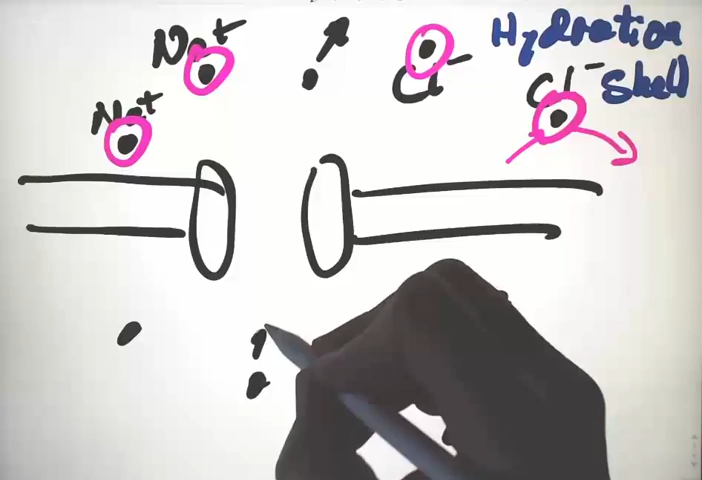 Na+
Cl-
Hydration
Na+
Cl-
Shell